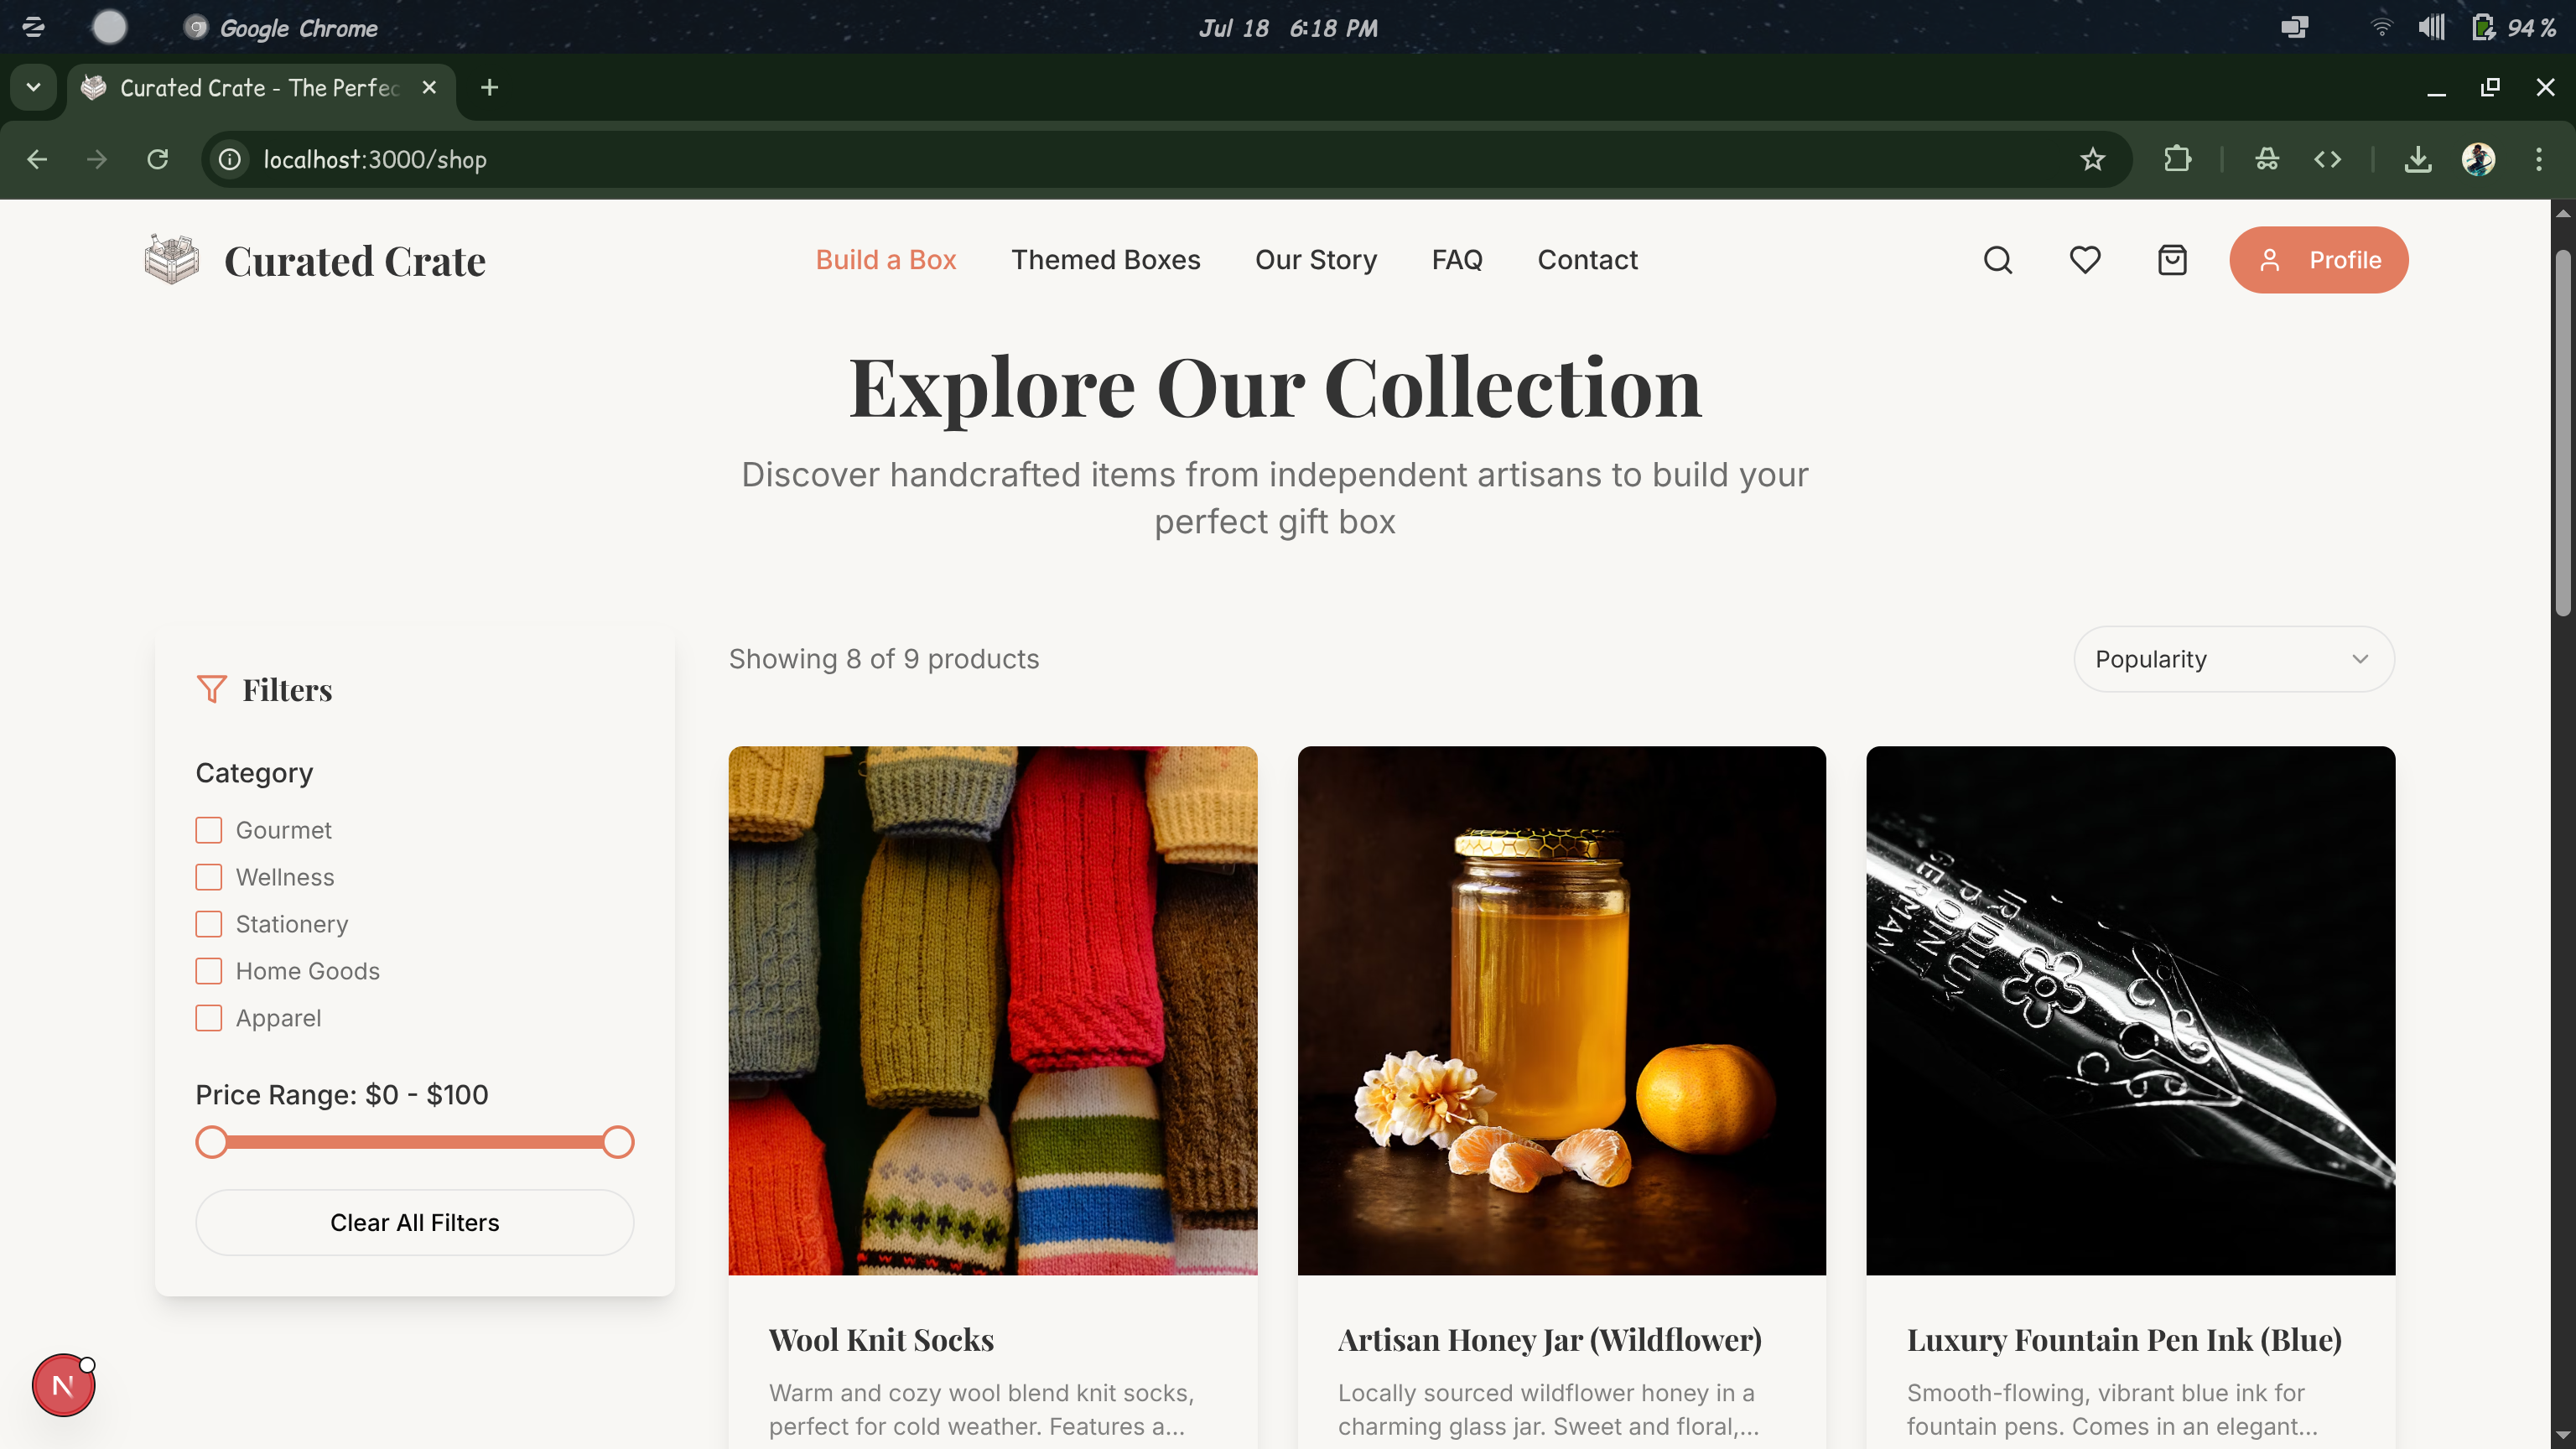 Google Chrome
Jul 18 6:18 PM
94%
Curated Crate - The Perfec
localhost:3000/shop
Curated Crate
Build a Box
Themed Boxes
Our Story
FAQ
Contact
Profile
Explore Our Collection
Discover handcrafted items from independent artisans to build your
perfect gift box
Filters
Category
Gourmet
Wellness
Stationery
Home Goods
Apparel
Price Range: $0 - $100
Clear All Filters
Showing 8 of 9 products
Popularity
IRIDIUM
POINT
GERMAN
Wool Knit Socks
Warm and cozy wool blend knit socks,
perfect for cold weather. Features a...
Artisan Honey Jar (Wildflower)
Locally sourced wildflower honey in a
charming glass jar. Sweet and floral,...
Luxury Fountain Pen Ink (Blue)
Smooth-flowing, vibrant blue ink for
fountain pens. Comes in an elegant...
N